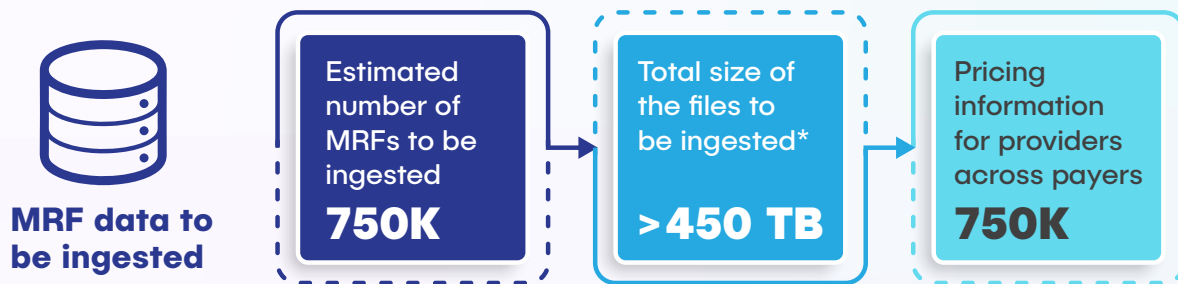 MRF data to
be ingested
Estimated
number of
MRFs to be
ingested
750K
Total size of
the files to
be ingested*
>450 TB
Pricing
information
for providers
across payers
750K